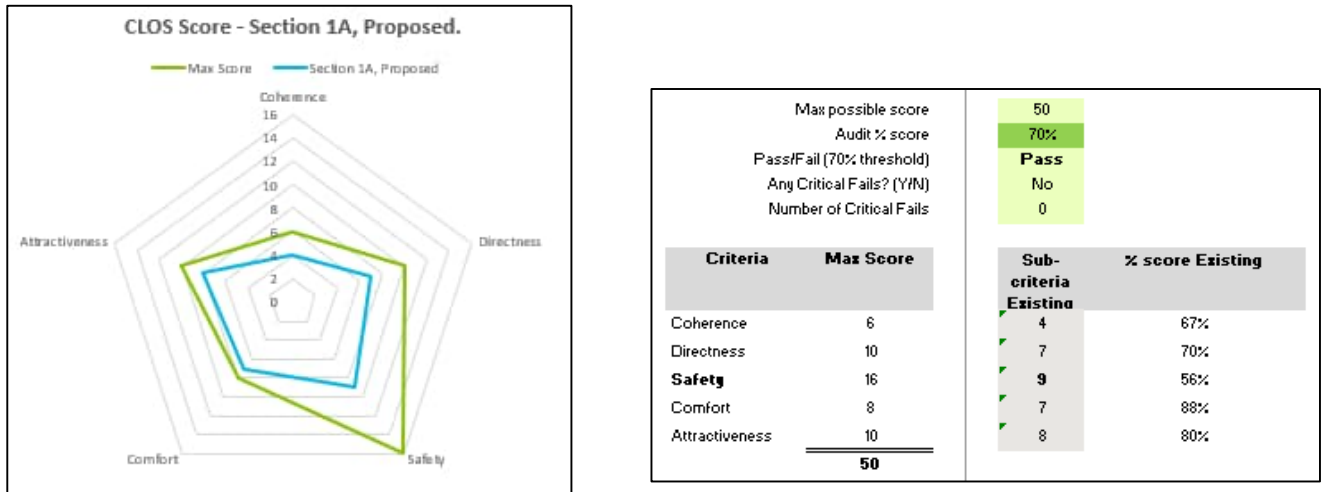 CLOS Score - Section 1A, Proposed.
Max Score Section 1A, Proposed
Coherence
16
14
12
10
8
6
4
2
0
Attractiveness
Directness
Comfort
Safety
Max possible score 50
Audit % score 70%
Pass/Fail (70% threshold) Pass
Any Critical Fails? (Y/N) No
Number of Critical Fails 0
Criteria Max Score Sub- % score Existing
criteria
Existing
Coherence 6 4 67%
Directness 10 7 70%
Safety 16 9 56%
Comfort 8 7 88%
Attractiveness 10 8 80%
50